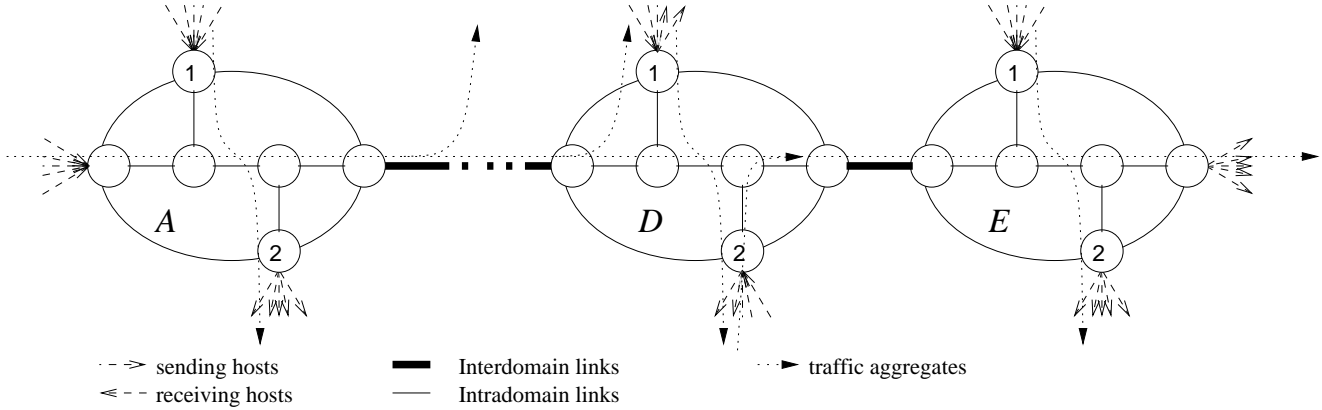 1 1 1
A D E
2 2 2
sending hosts Interdomain links traffic aggregates
receiving hosts Intradomain links